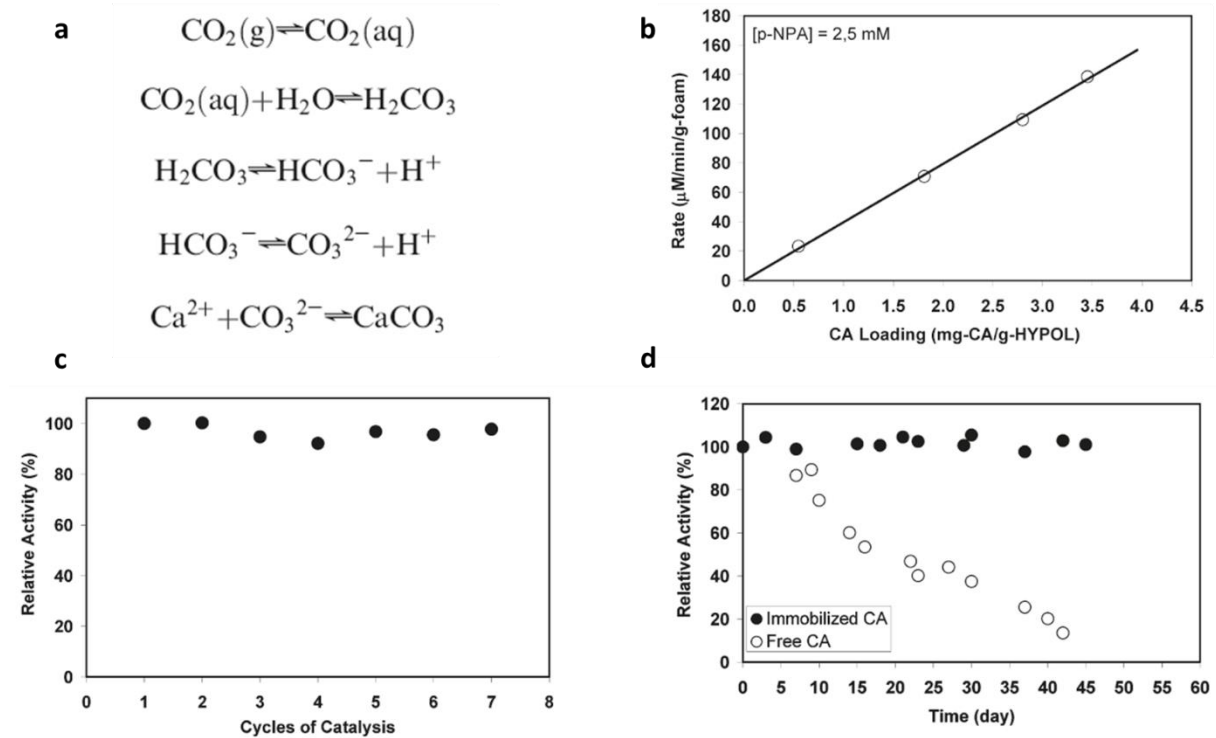 a
CO₂(g)⇌CO₂(aq)
CO₂(aq)+H₂O⇌H₂CO₃
H₂CO₃⇌HCO₃⁻+H⁺
HCO₃⁻⇌CO₃²⁻+H⁺
Ca²⁺+CO₃²⁻⇌CaCO₃
b
[p-NPA] = 2,5 mM
Rate (μM/min/g-foam)
180
160
140
120
100
80
60
40
20
0
0.0 0.5 1.0 1.5 2.0 2.5 3.0 3.5 4.0 4.5
CA Loading (mg-CA/g-HYPOL)
c
Relative Activity (%)
100
80
60
40
20
0
0 1 2 3 4 5 6 7 8
Cycles of Catalysis
d
Relative Activity (%)
120
100
80
60
40
20
0
Immobilized CA
Free CA
0 5 10 15 20 25 30 35 40 45 50 55 60
Time (day)